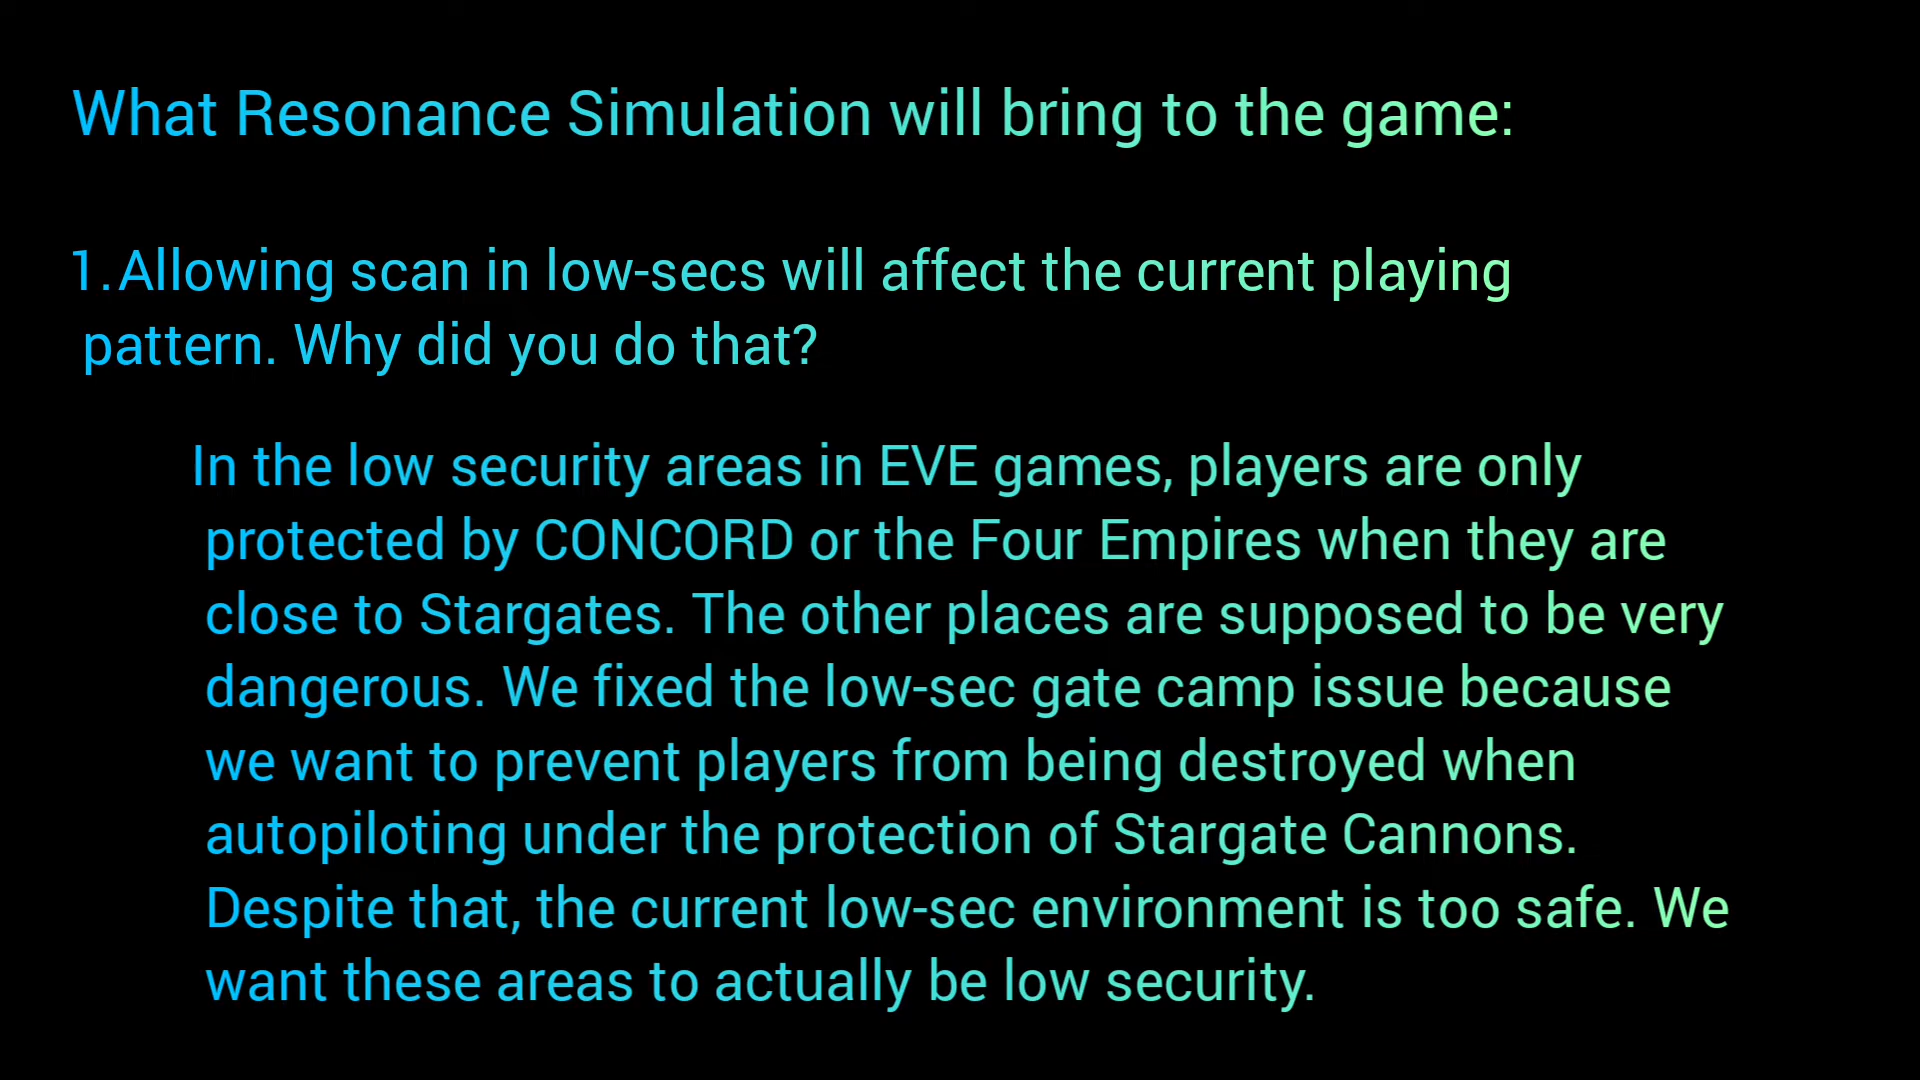 What Resonance Simulation will bring to the game:
1. Allowing scan in low-secs will affect the current playing
pattern. Why did you do that?
In the low security areas in EVE games, players are only
protected by CONCORD or the Four Empires when they are
close to Stargates. The other places are supposed to be very
dangerous. We fixed the low-sec gate camp issue because
we want to prevent players from being destroyed when
autopiloting under the protection of Stargate Cannons.
Despite that, the current low-sec environment is too safe. We
want these areas to actually be low security.